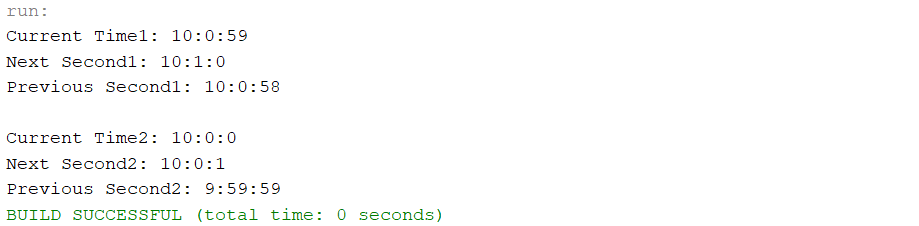 run:
Current Time1: 10:0:59
Next Second1: 10:1:0
Previous Second1: 10:0:58
Current Time2: 10:0:0
Next Second2: 10:0:1
Previous Second2: 9:59:59
BUILD SUCCESSFUL (total time: 0 seconds)